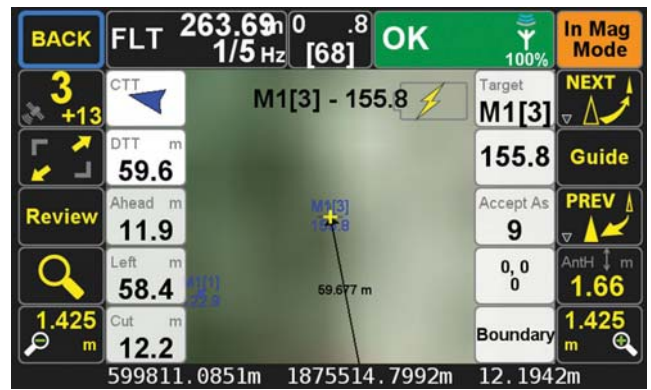 BACK
FLT
263.69m
1/5 Hz
0 .8
[68]
OK
100%
In Mag
Mode
3
+13
CTT
M1[3] - 155.8
Target
M1[3]
NEXT
DTT m
59.6
155.8
Guide
Review
Ahead m
11.9
M1[3]
155.8
Accept As
9
PREV
Left m
58.4
59.677 m
0, 0
0
AntH m
1.66
1.425
m
Cut m
12.2
Boundary
1.425
m
599811.0851m 1875514.7992m 12.1942m